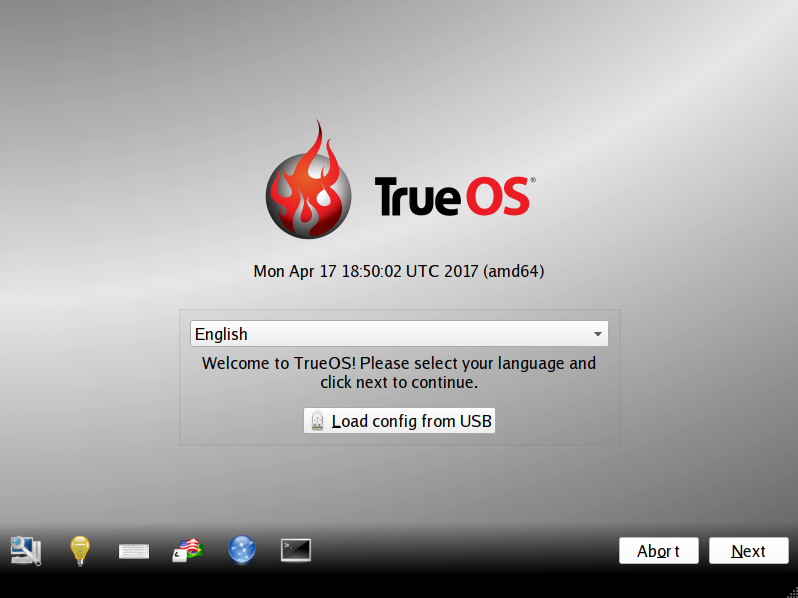 TrueOS®
Mon Apr 17 18:50:02 UTC 2017 (amd64)
English
Welcome to TrueOS! Please select your language and
click next to continue.
Load config from USB
Abort
Next